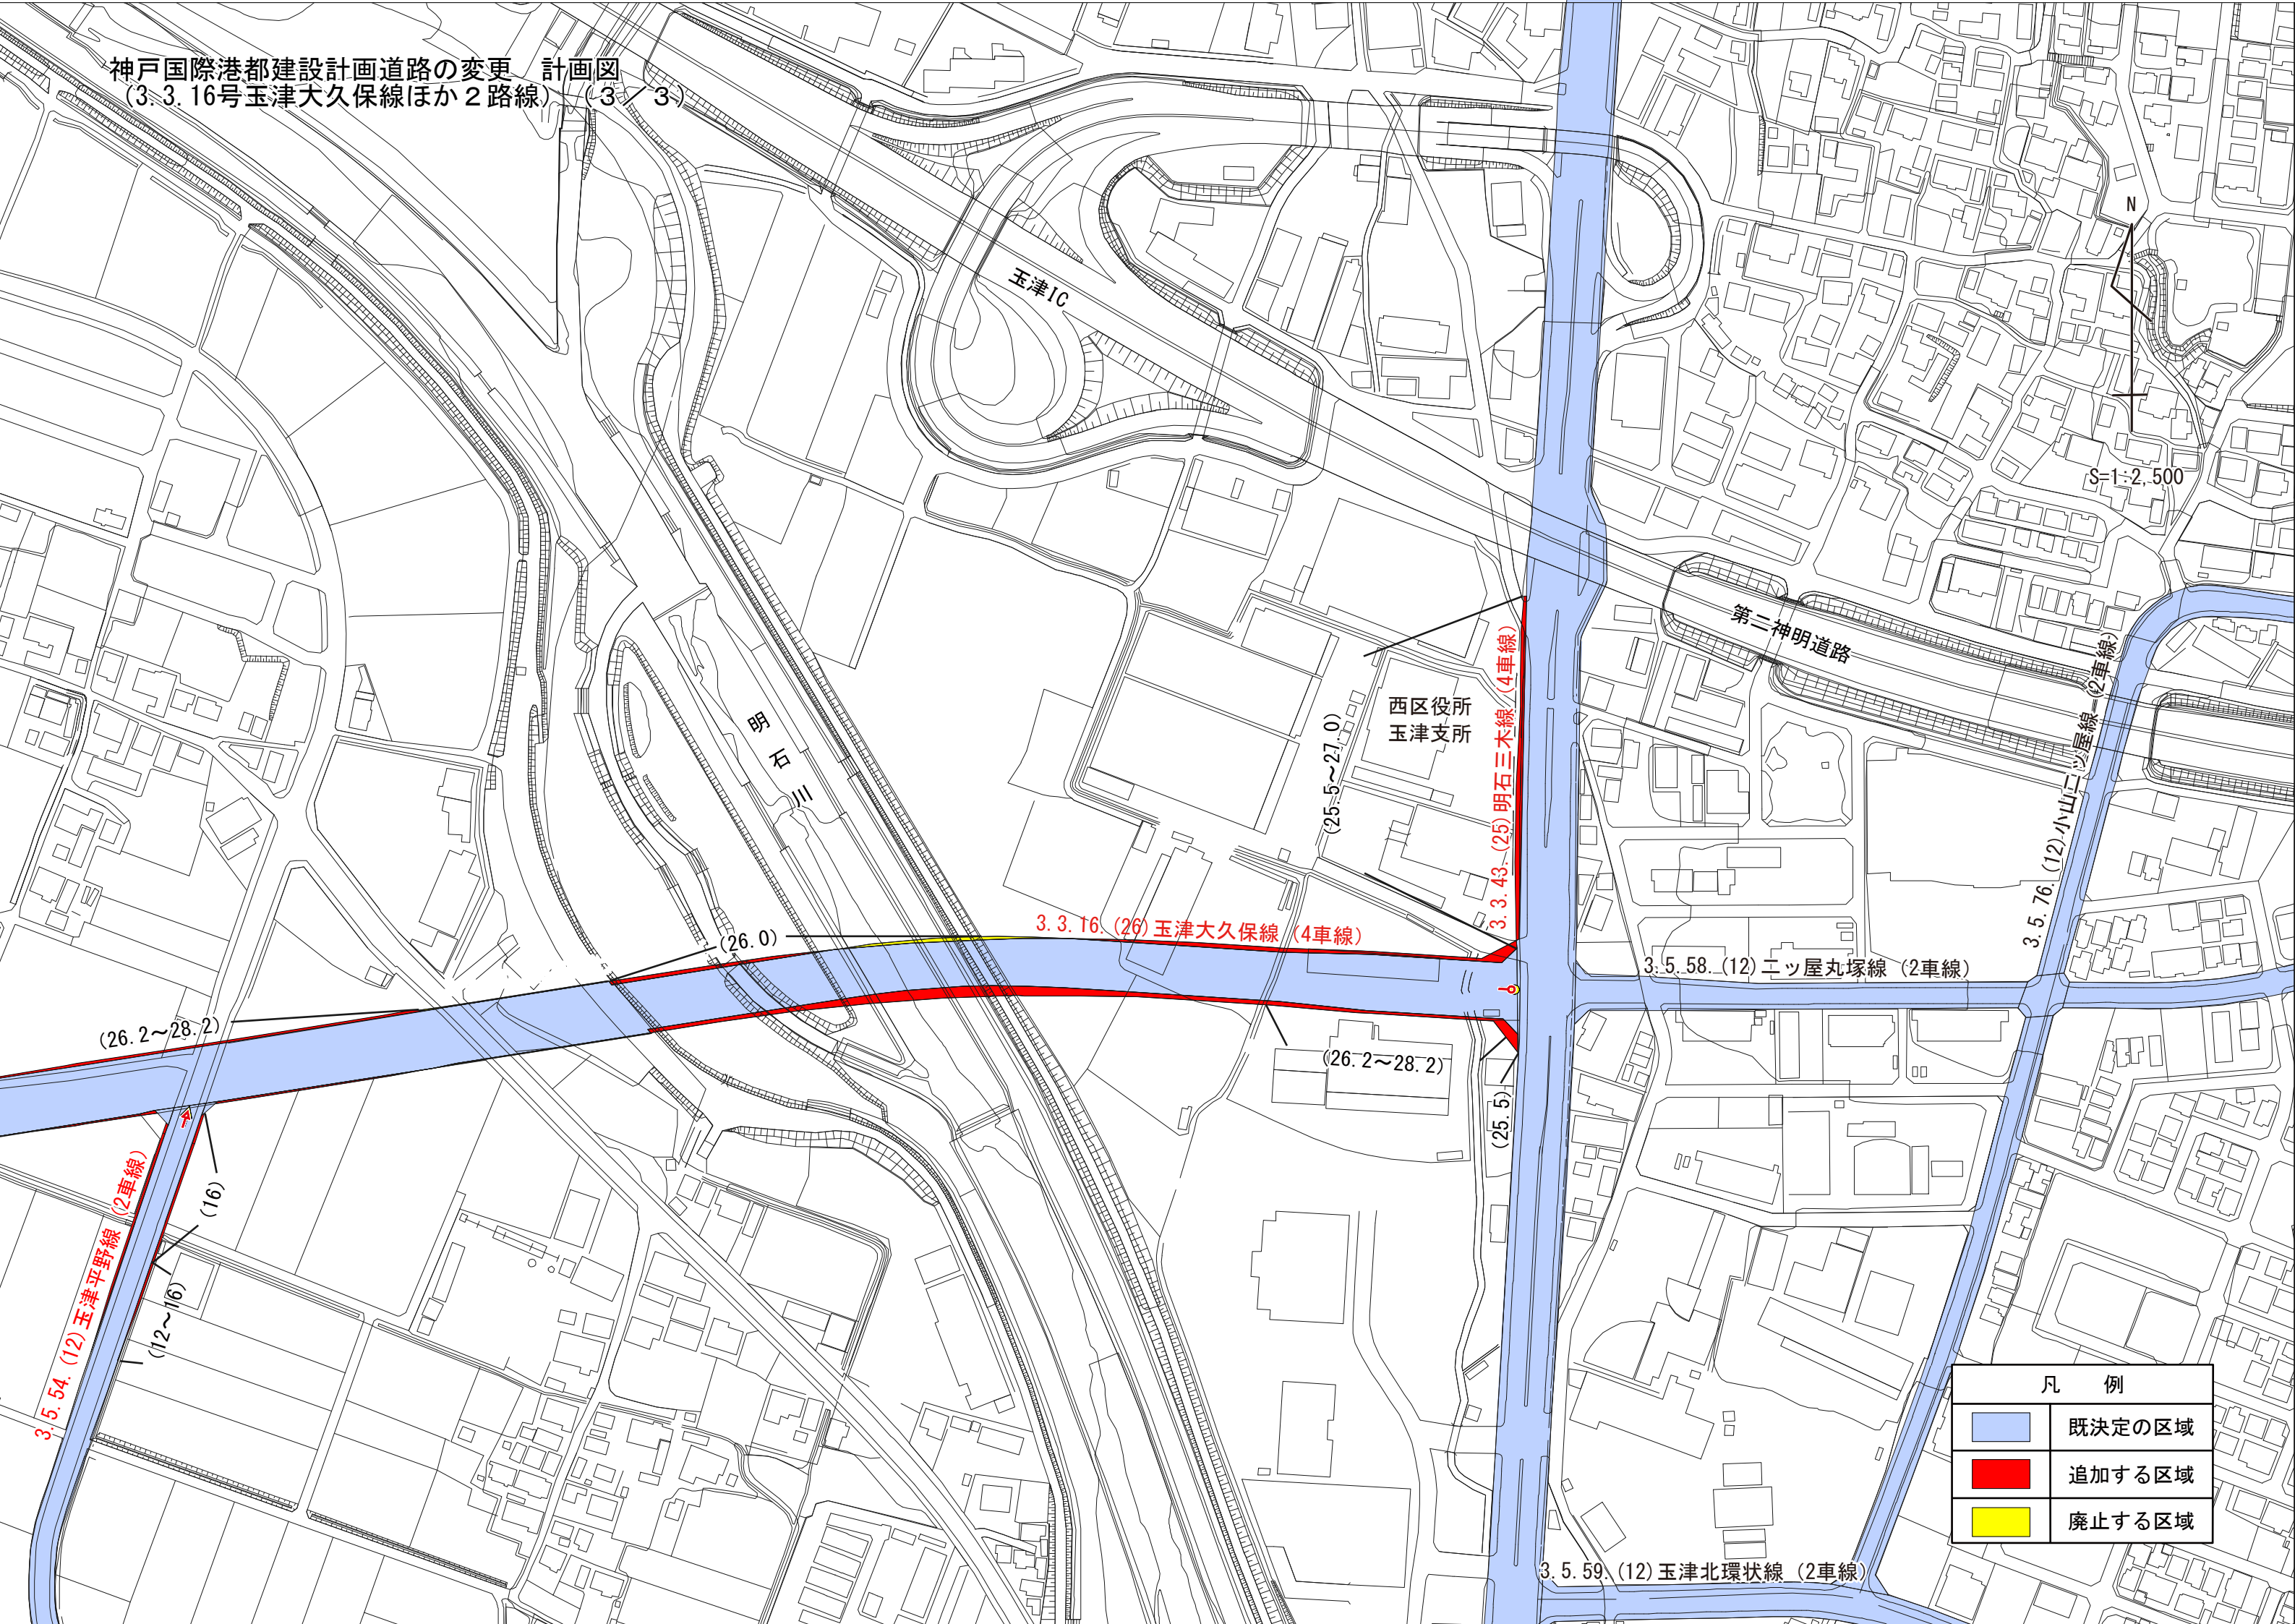 神戸国際港都建設計画道路の変更　計画図
(3.3.16号玉津大久保線ほか２路線)　(３／３)
N
S=1:2,500
玉津IC
第二神明道路
明石川
西区役所
玉津支所
(25.5～27.0)
3.3.43.(25)明石三木線(4車線)
3.5.76.(12)小山二ツ屋線(2車線)
3.3.16.(26)玉津大久保線(4車線)
(26.0)
3.5.58.(12)二ッ屋丸塚線(2車線)
(26.2～28.2)
(26.2～28.2)
(25.5)
(16)
3.5.54.(12)玉津平野線(2車線)
(12～16)
3.5.59.(12)玉津北環状線(2車線)
凡　例
既決定の区域
追加する区域
廃止する区域